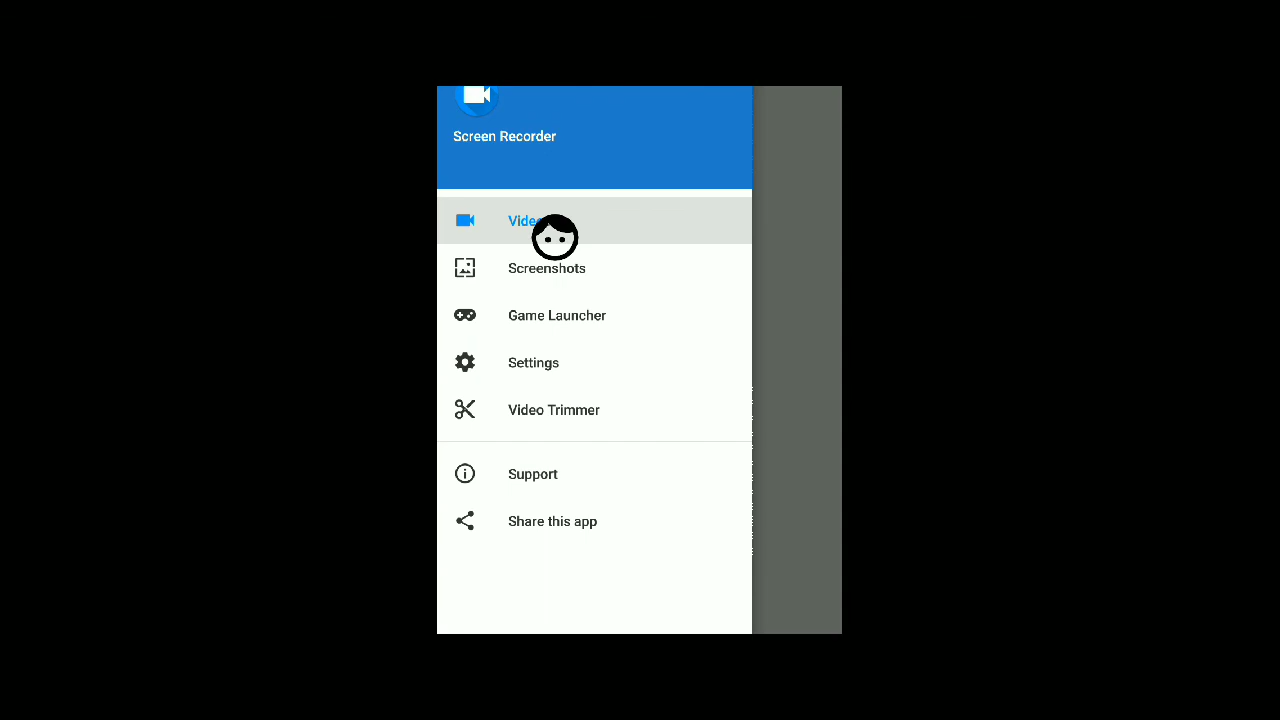 Screen Recorder
Screenshots
Game Launcher
Settings
Video Trimmer
Support
Share this app